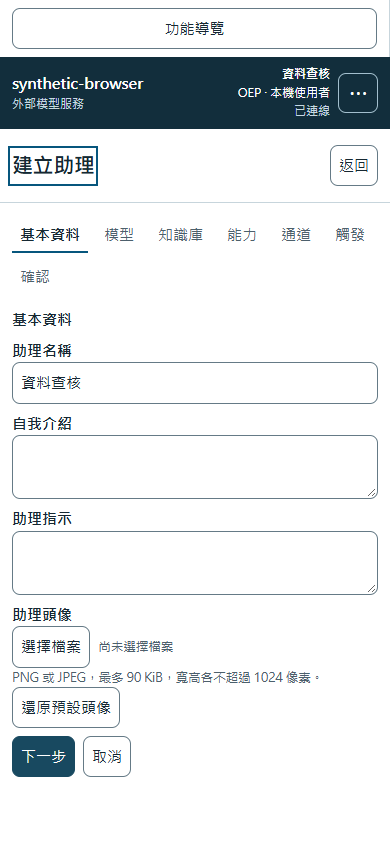 功能導覽
synthetic-browser
外部模型服務
資料查核
OEP · 本機使用者
已連線
建立助理
返回
基本資料 模型 知識庫 能力 通道 觸發
確認
基本資料
助理名稱
資料查核
自我介紹
助理指示
助理頭像
選擇檔案 尚未選擇檔案
PNG 或 JPEG，最多 90 KiB，寬高各不超過 1024 像素。
還原預設頭像
下一步 取消